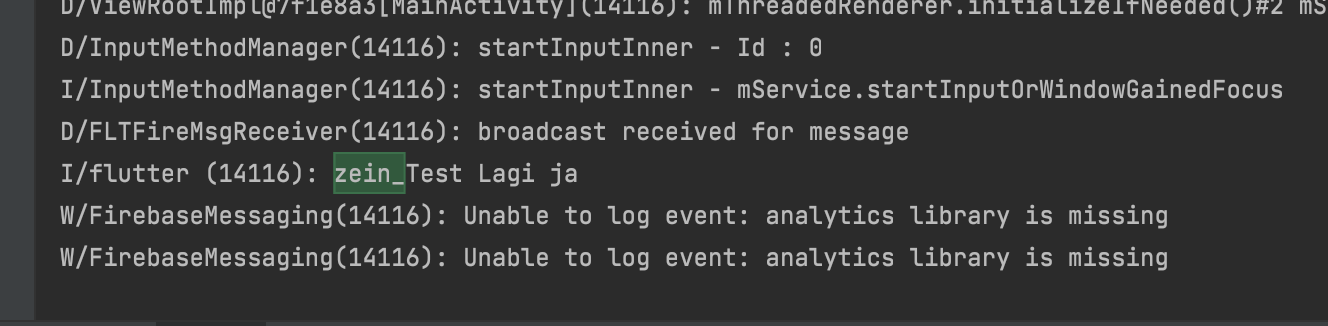 D/ViewRootImpl@7f1e8a3[MainActivity](14116): mThreadedRenderer.initializeIfNeeded()#2 mS
D/InputMethodManager(14116): startInputInner - Id : 0
I/InputMethodManager(14116): startInputInner - mService.startInputOrWindowGainedFocus
D/FLTFireMsgReceiver(14116): broadcast received for message
I/flutter (14116): zein_Test Lagi ja
W/FirebaseMessaging(14116): Unable to log event: analytics library is missing
W/FirebaseMessaging(14116): Unable to log event: analytics library is missing